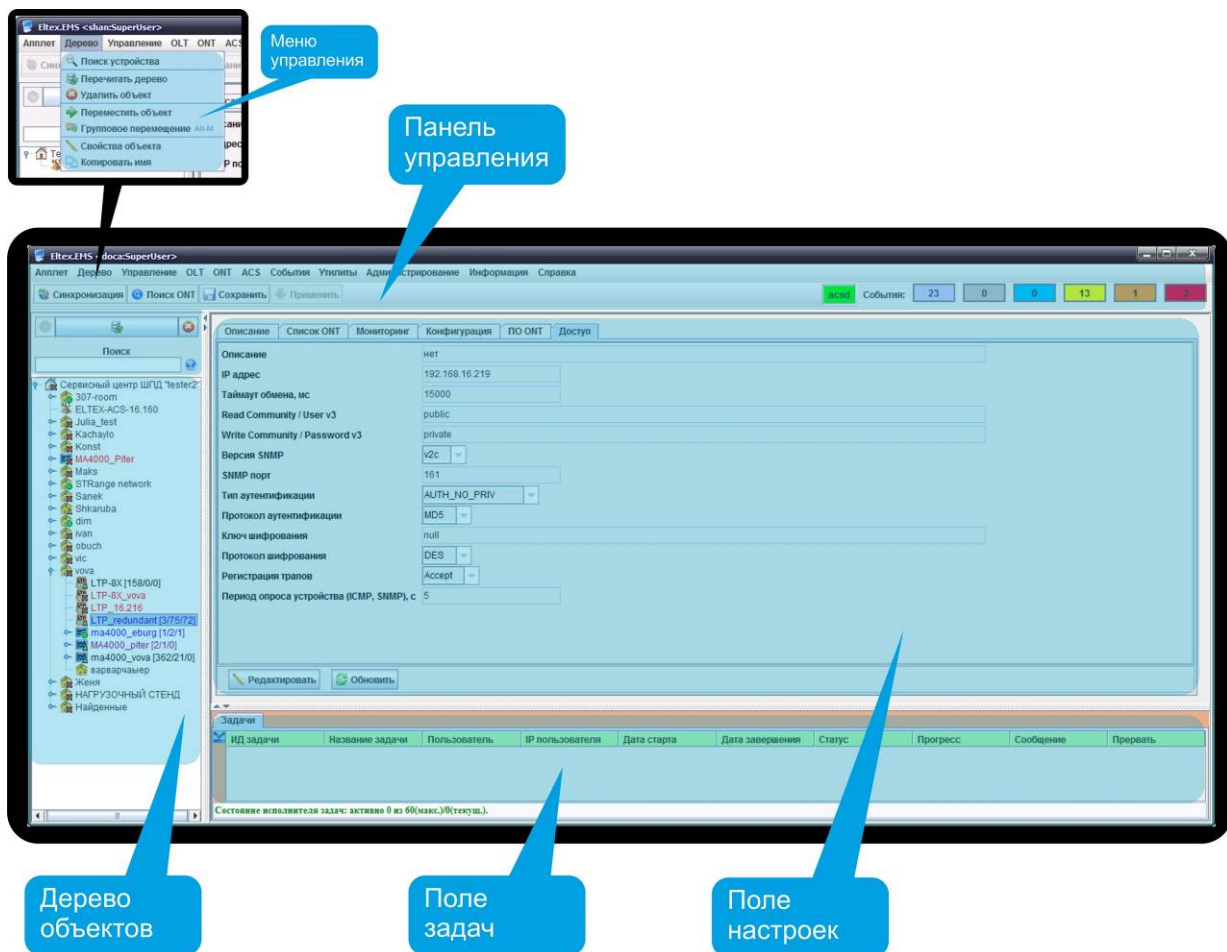 Eltex.EMS <shan:SuperUser>
Апплет Дерево Управление OLT ONT ACS
Поиск устройства
Перечитать дерево
Удалить объект
Переместить объект
Групповое перемещение Alt-M
Свойства объекта
Копировать имя
Меню
управления
Панель
управления
Eltex.EMS doca:SuperUser>
Апплет Дерево Управление OLT ONT ACS События Утилиты Администрирование Информация Справка
Синхронизация Поиск ONT Сохранить Применить acsd События: 23 0 0 13 1 2
Поиск
Сервисный центр ШПД "tester2"
307-room
ELTEX-ACS-16.160
Julia_test
Kachaylo
Konst
MA4000_Piter
Maks
STRange network
Sanek
Shkaruba
dim
ivan
obuch
vic
vova
LTP-8X [158/0/0]
LTP-8X_vova
LTP_16.216
LTP_redundant [3/75/72]
ma4000_eburg [1/2/1]
MA4000_piter [2/1/0]
ma4000_vova [362/21/0]
варварчаыер
Женя
НАГРУЗОЧНЫЙ СТЕНД
Найденные
Описание Список ONT Мониторинг Конфигурация ПО ONT Доступ
Описание нет
IP адрес 192.168.16.219
Таймаут обмена, мс 15000
Read Community / User v3 public
Write Community / Password v3 private
Версия SNMP v2c
SNMP порт 161
Тип аутентификации AUTH_NO_PRIV
Протокол аутентификации MD5
Ключ шифрования null
Протокол шифрования DES
Регистрация трапов Accept
Период опроса устройства (ICMP, SNMP), с 5
Редактировать Обновить
Задачи
ИД задачи Название задачи Пользователь IP пользователя Дата старта Дата завершения Статус Прогресс Сообщение Прервать
Состояние исполнителя задач: активно 0 из 60(макс.)/0(текущ.).
Дерево
объектов
Поле
задач
Поле
настроек